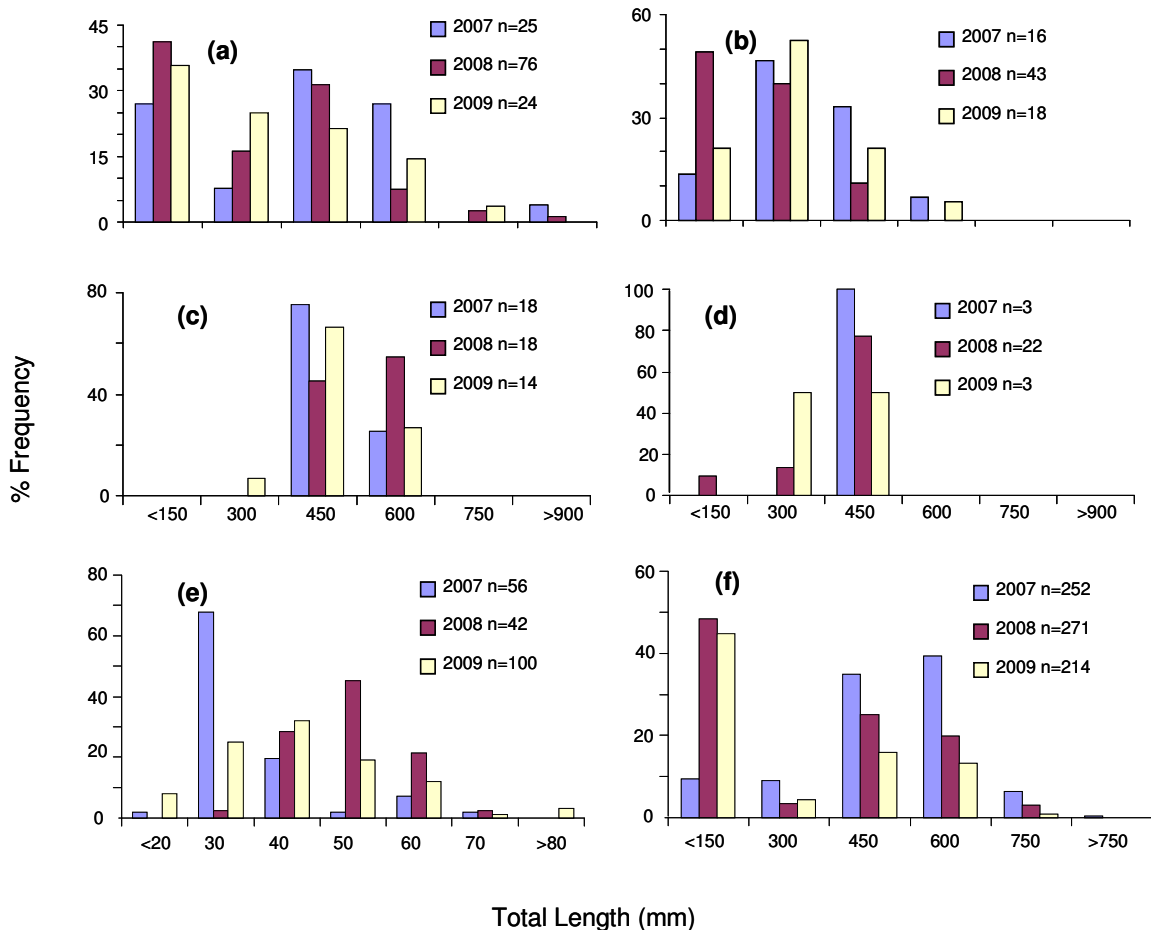 (a)
2007 n=25
2008 n=76
2009 n=24
45
30
15
0
(b)
2007 n=16
2008 n=43
2009 n=18
60
30
0
(c)
2007 n=18
2008 n=18
2009 n=14
80
40
0
<150 300 450 600 750 >900
(d)
2007 n=3
2008 n=22
2009 n=3
100
80
60
40
20
0
<150 300 450 600 750 >900
% Frequency
(e)
2007 n=56
2008 n=42
2009 n=100
80
60
40
20
0
<20 30 40 50 60 70 >80
(f)
2007 n=252
2008 n=271
2009 n=214
60
40
20
0
<150 300 450 600 750 >750
Total Length (mm)